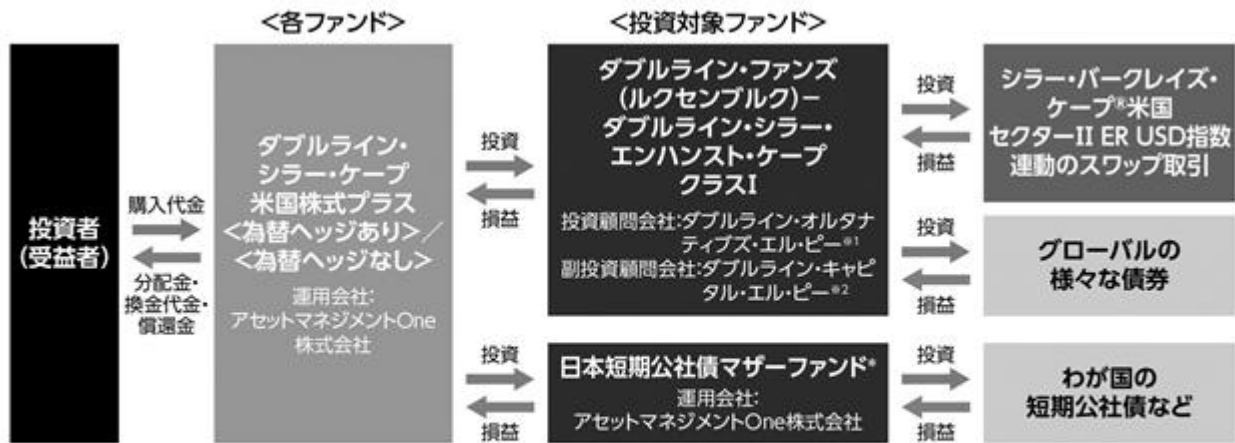 <各ファンド>
<投資対象ファンド>
投資者
(受益者)
購入代金
分配金・
換金代金・
償還金
ダブルライン・
シラー・ケープ
米国株式プラス
<為替ヘッジあり>/
<為替ヘッジなし>
運用会社:
アセットマネジメントOne
株式会社
投資
損益
投資
損益
ダブルライン・ファンズ
(ルクセンブルク)−
ダブルライン・シラー・
エンハンスト・ケープ
クラスI
投資顧問会社:ダブルライン・オルタナ
ティブズ・エル・ピー※1
副投資顧問会社:ダブルライン・キャピ
タル・エル・ピー※2
日本短期公社債マザーファンド*
運用会社:
アセットマネジメントOne株式会社
投資
損益
シラー・バークレイズ・
ケープ®米国
セクターII ER USD指数
連動のスワップ取引
投資
損益
グローバルの
様々な債券
投資
損益
わが国の
短期公社債など